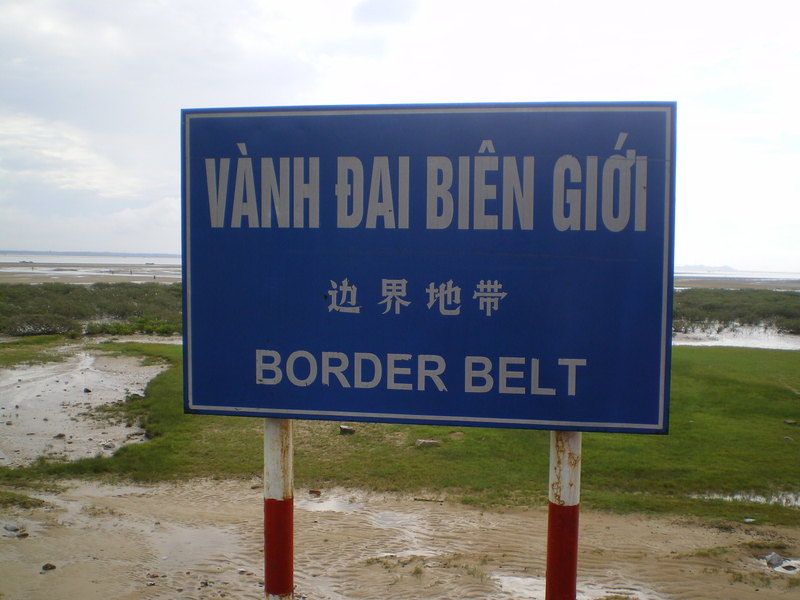 VÀNH ĐAI BIÊN GIỚI
边界地带
BORDER BELT